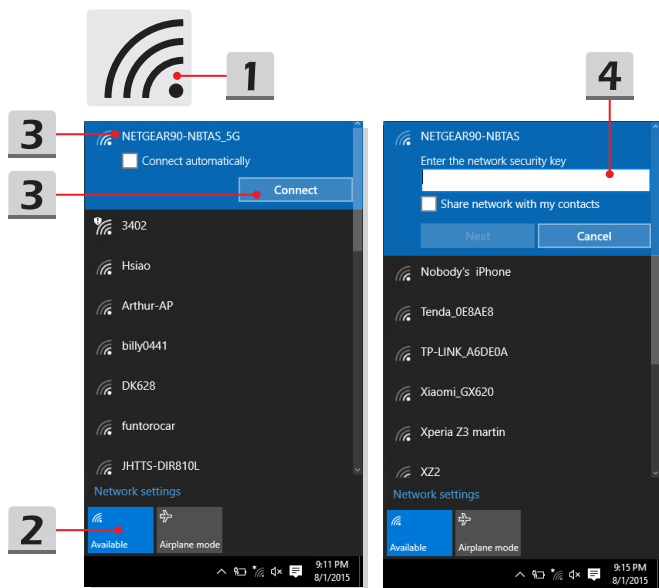 1
3
NETGEAR90-NBTAS_5G
Connect automatically
3
Connect
3402
Hsiao
Arthur-AP
billy0441
DK628
funtorocar
JHTTS-DIR810L
Network settings
2
Available
Airplane mode
9:11 PM
8/1/2015
4
NETGEAR90-NBTAS
Enter the network security key
Share network with my contacts
Next
Cancel
Nobody's iPhone
Tenda_0E8AE8
TP-LINK_A6DE0A
Xiaomi_GX620
Xperia Z3 martin
XZ2
Network settings
Available
Airplane mode
9:15 PM
8/1/2015